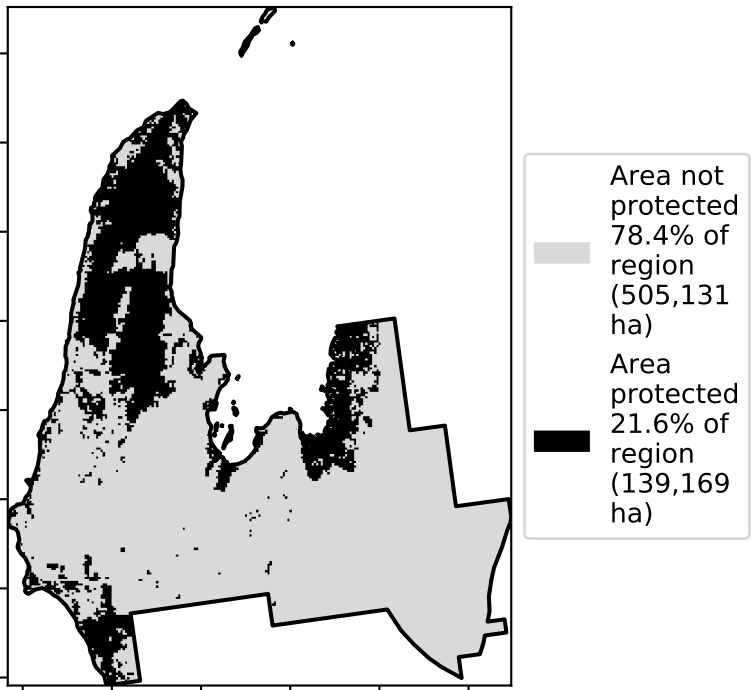 Area not
protected
78.4% of
region
(505,131
ha)
Area
protected
21.6% of
region
(139,169
ha)